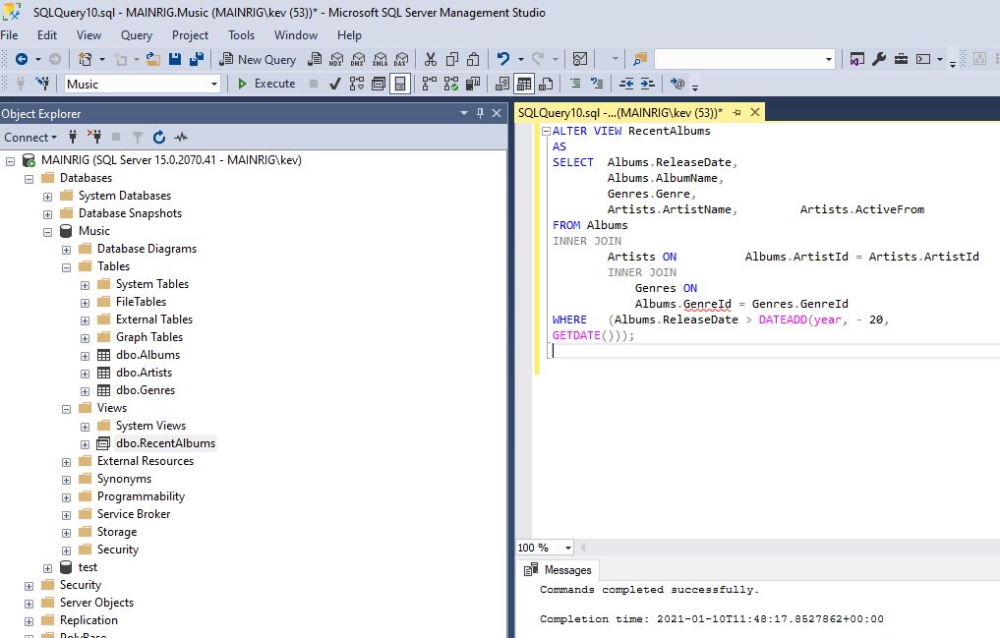 SQLQuery10.sql - MAINRIG.Music (MAINRIG\kev (53))* - Microsoft SQL Server Management Studio
File Edit View Query Project Tools Window Help
New Query
MDX DMX XMLA DAX
Music Execute
Object Explorer
Connect
MAINRIG (SQL Server 15.0.2070.41 - MAINRIG\kev)
Databases
System Databases
Database Snapshots
Music
Database Diagrams
Tables
System Tables
FileTables
External Tables
Graph Tables
dbo.Albums
dbo.Artists
dbo.Genres
Views
System Views
dbo.RecentAlbums
External Resources
Synonyms
Programmability
Service Broker
Storage
Security
test
Security
Server Objects
Replication
PolyBase
SQLQuery10.sql -...(MAINRIG\kev (53))*
ALTER VIEW RecentAlbums
AS
SELECT Albums.ReleaseDate,
Albums.AlbumName,
Genres.Genre,
Artists.ArtistName, Artists.ActiveFrom
FROM Albums
INNER JOIN
Artists ON Albums.ArtistId = Artists.ArtistId
INNER JOIN
Genres ON
Albums.GenreId = Genres.GenreId
WHERE (Albums.ReleaseDate > DATEADD(year, - 20,
GETDATE()));
100 %
Messages
Commands completed successfully.
Completion time: 2021-01-10T11:48:17.8527862+00:00